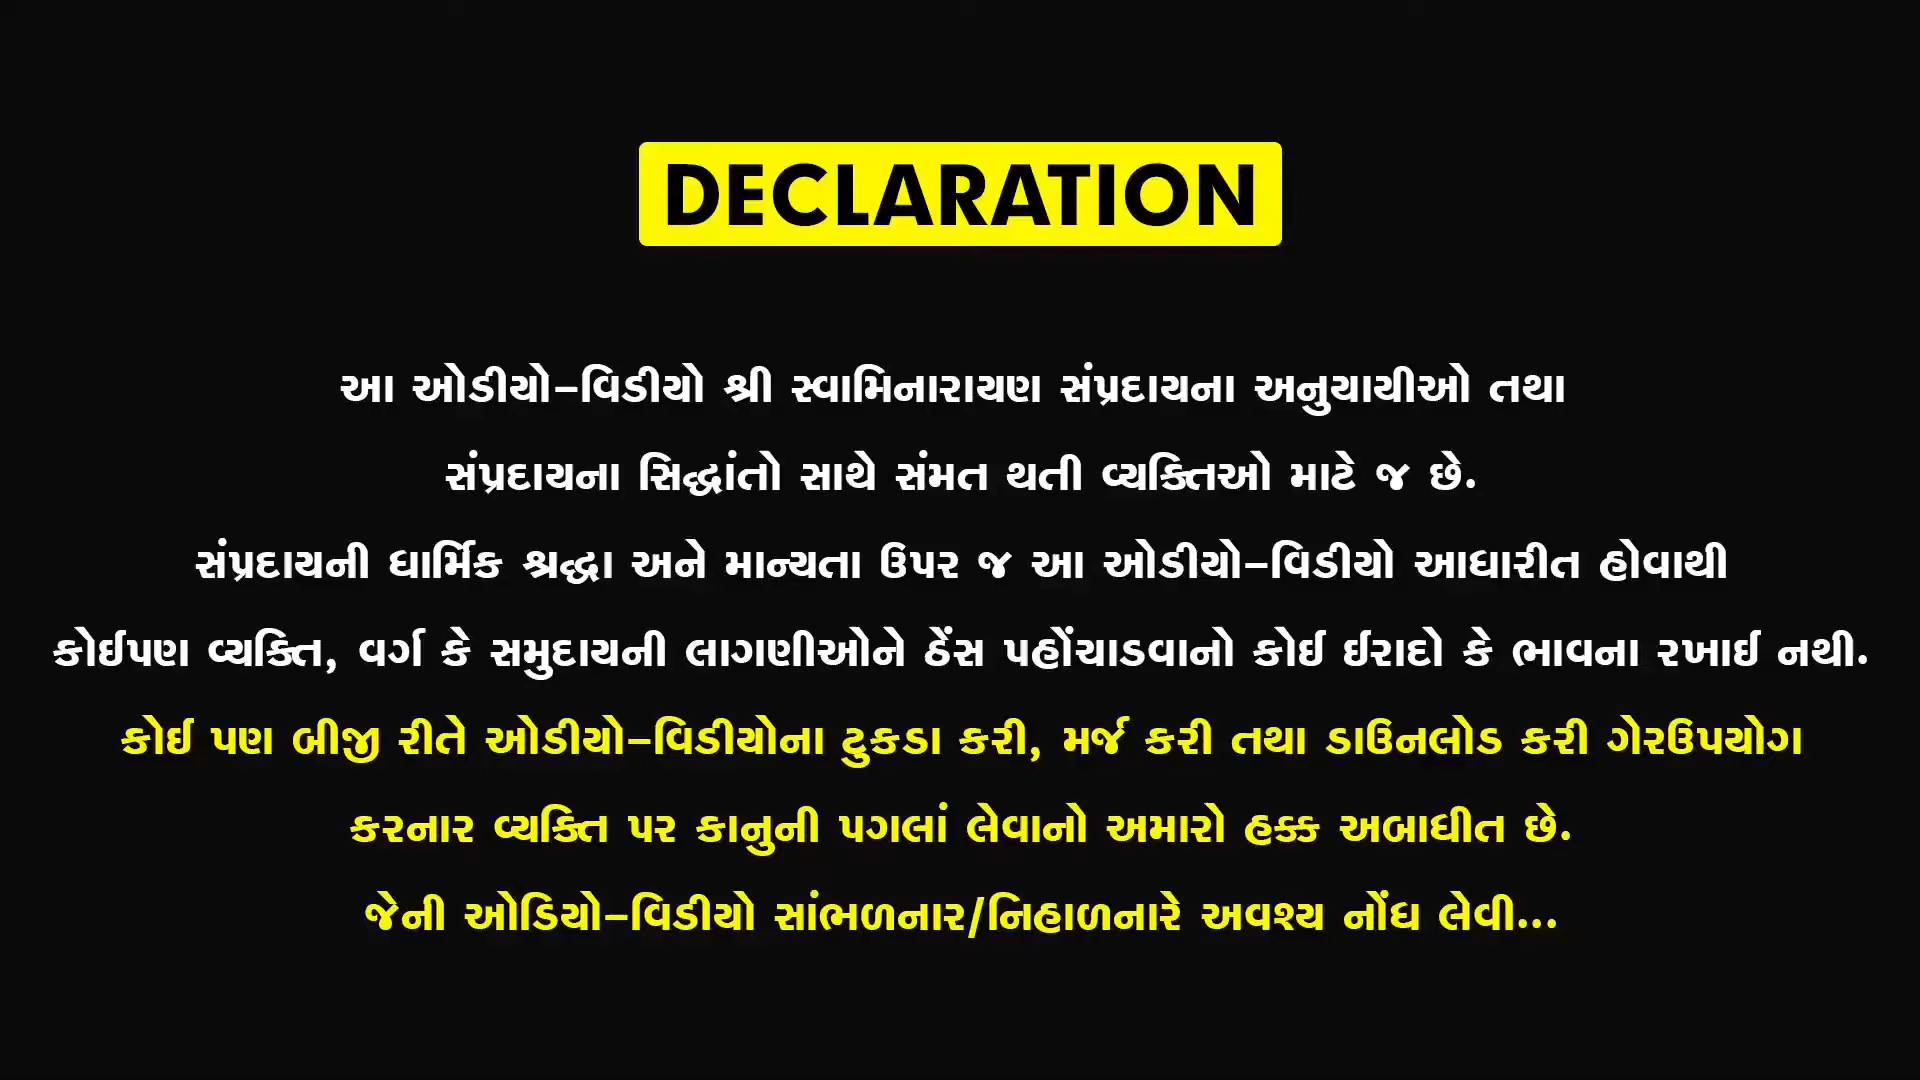 DECLARATION
આ ઓડીયો-વિડીયો શ્રી સ્વામિનારાયણ સંપ્રદાયના અનુયાયીઓ તથા
સંપ્રદાયના સિદ્ધાંતો સાથે સંમત થતી વ્યક્તિઓ માટે જ છે.
સંપ્રદાયની ધાર્મિક શ્રદ્ધા અને માન્યતા ઉપર જ આ ઓડીયો-વિડીયો આધારીત હોવાથી
કોઈપણ વ્યક્તિ, વર્ગ કે સમુદાયની લાગણીઓને ઠેંસ પહોંચાડવાનો કોઈ ઈરાદો કે ભાવના રખાઈ નથી.
કોઈ પણ બીજી રીતે ઓડીયો-વિડીયોના ટુકડા કરી, મર્જ કરી તથા ડાઉનલોડ કરી ગેરઉપયોગ
કરનાર વ્યક્તિ પર કાનુની પગલાં લેવાનો અમારો હક્ક અબાધીત છે.
જેની ઓડિયો-વિડીયો સાંભળનાર/નિહાળનારે અવશ્ય નોંધ લેવી...